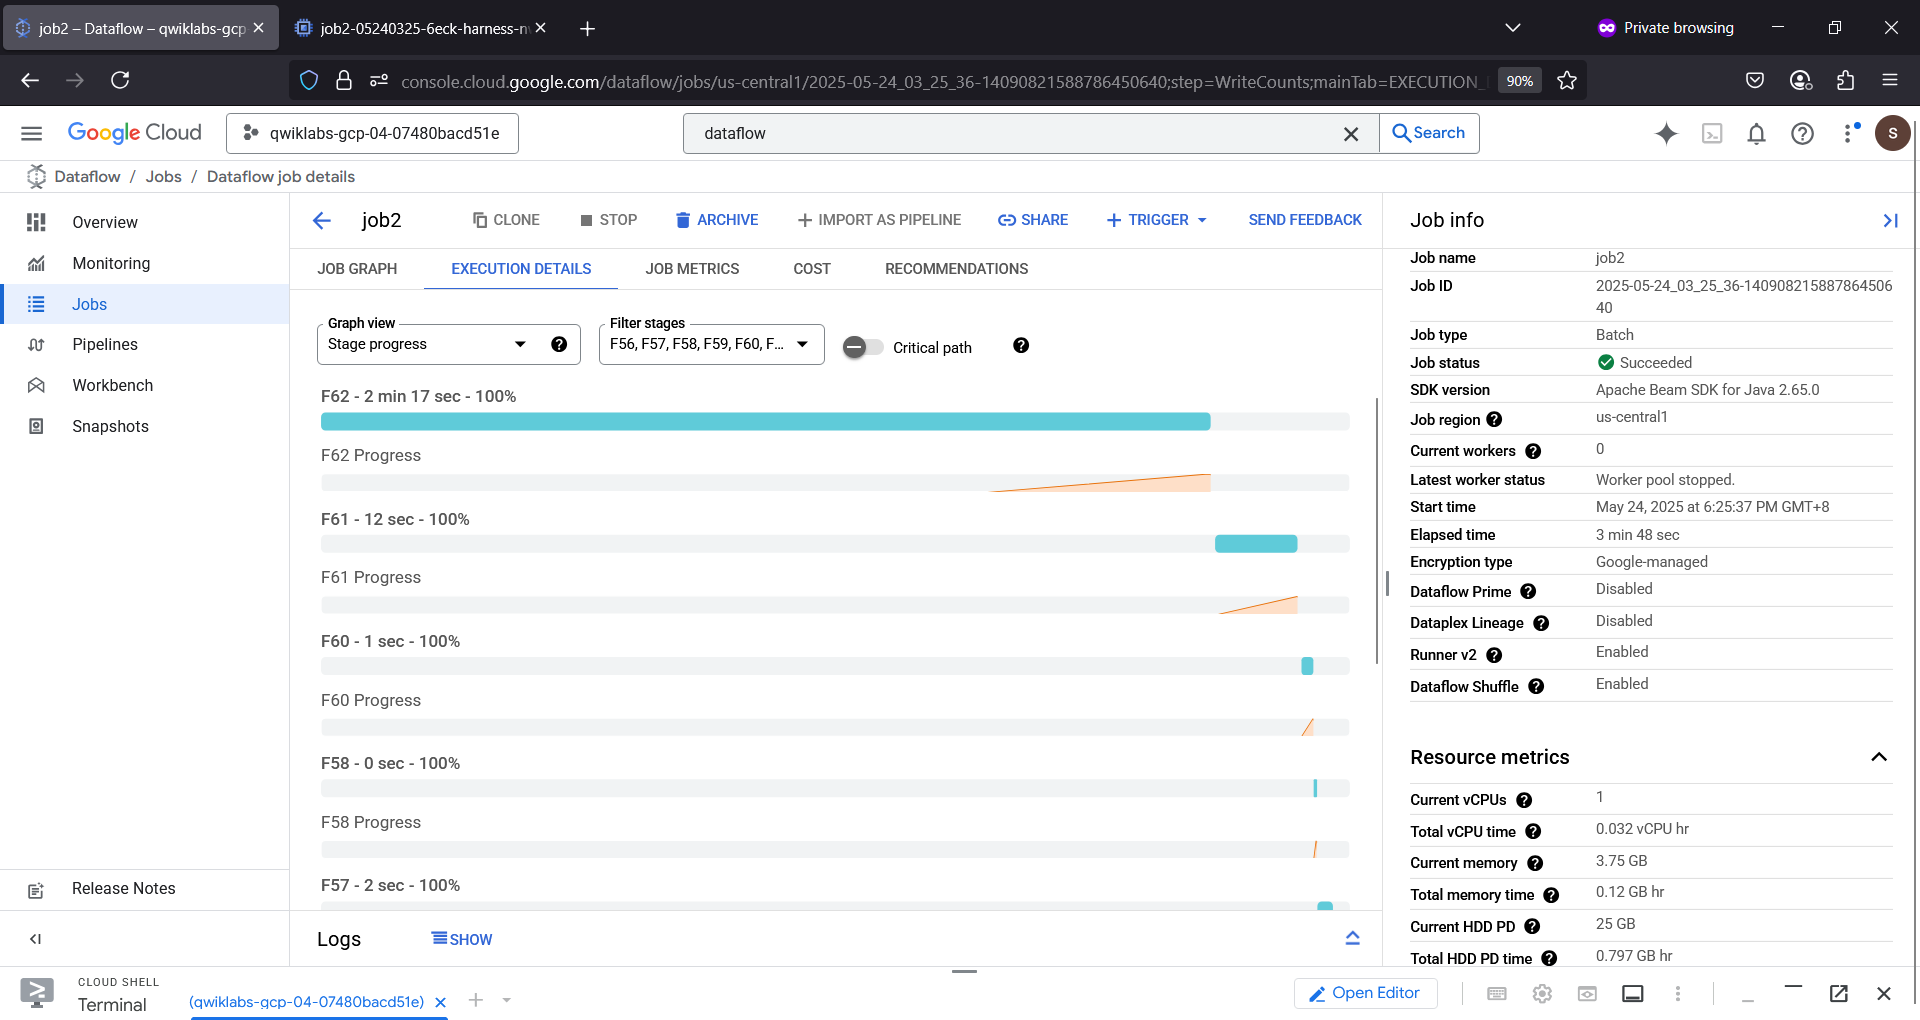 job2 – Dataflow – qwiklabs-gcp
job2-05240325-6eck-harness-n
Private browsing
console.cloud.google.com/dataflow/jobs/us-central1/2025-05-24_03_25_36-14090821588786450640;step=WriteCounts;mainTab=EXECUTION_
90%
Google Cloud
qwiklabs-gcp-04-07480bacd51e
dataflow
Search
S
Dataflow / Jobs / Dataflow job details
Overview
Monitoring
Jobs
Pipelines
Workbench
Snapshots
Release Notes
job2
CLONE
STOP
ARCHIVE
IMPORT AS PIPELINE
SHARE
TRIGGER
SEND FEEDBACK
JOB GRAPH
EXECUTION DETAILS
JOB METRICS
COST
RECOMMENDATIONS
Graph view
Stage progress
Filter stages
F56, F57, F58, F59, F60, F...
Critical path
F62 - 2 min 17 sec - 100%
F62 Progress
F61 - 12 sec - 100%
F61 Progress
F60 - 1 sec - 100%
F60 Progress
F58 - 0 sec - 100%
F58 Progress
F57 - 2 sec - 100%
Logs
SHOW
Job info
Job name job2
Job ID 2025-05-24_03_25_36-140908215887864506
40
Job type Batch
Job status Succeeded
SDK version Apache Beam SDK for Java 2.65.0
Job region us-central1
Current workers 0
Latest worker status Worker pool stopped.
Start time May 24, 2025 at 6:25:37 PM GMT+8
Elapsed time 3 min 48 sec
Encryption type Google-managed
Dataflow Prime Disabled
Dataplex Lineage Disabled
Runner v2 Enabled
Dataflow Shuffle Enabled
Resource metrics
Current vCPUs 1
Total vCPU time 0.032 vCPU hr
Current memory 3.75 GB
Total memory time 0.12 GB hr
Current HDD PD 25 GB
Total HDD PD time 0.797 GB hr
CLOUD SHELL
Terminal
(qwiklabs-gcp-04-07480bacd51e)
Open Editor